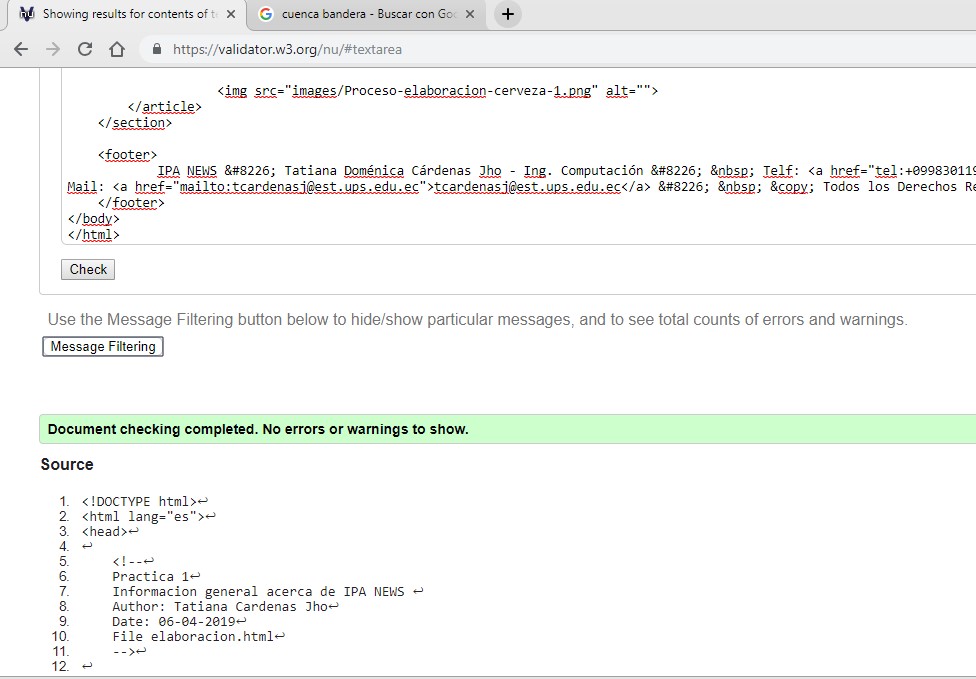 Showing results for contents of t
cuenca bandera - Buscar con Goo
https://validator.w3.org/nu/#textarea
<img src="images/Proceso-elaboracion-cerveza-1.png" alt="">
</article>
</section>
<footer>
IPA NEWS &#8226; Tatiana Doménica Cárdenas Jho - Ing. Computación &#8226; &nbsp; Telf: <a href="tel:+099830119
Mail: <a href="mailto:tcardenasj@est.ups.edu.ec">tcardenasj@est.ups.edu.ec</a> &#8226; &nbsp; &copy; Todos los Derechos Re
</footer>
</body>
</html>
Check
Use the Message Filtering button below to hide/show particular messages, and to see total counts of errors and warnings.
Message Filtering
Document checking completed. No errors or warnings to show.
Source
1. <!DOCTYPE html>↩
2. <html lang="es">↩
3. <head>↩
4. ↩
5. <!--↩
6. Practica 1↩
7. Informacion general acerca de IPA NEWS ↩
8. Author: Tatiana Cardenas Jho↩
9. Date: 06-04-2019↩
10. File elaboracion.html↩
11. -->↩
12. ↩